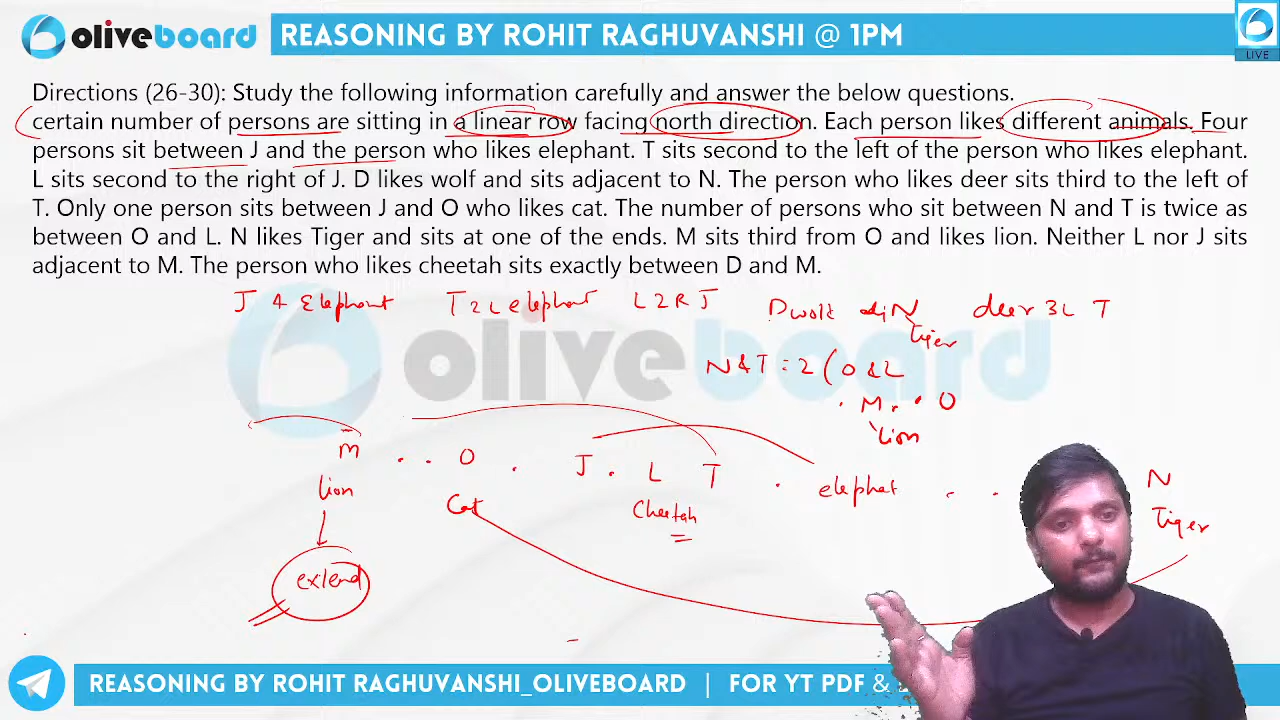 oliveboard REASONING BY ROHIT RAGHUVANSHI @ 1PM
LIVE
Directions (26-30): Study the following information carefully and answer the below questions.
certain number of persons are sitting in a linear row facing north direction. Each person likes different animals. Four
persons sit between J and the person who likes elephant. T sits second to the left of the person who likes elephant.
L sits second to the right of J. D likes wolf and sits adjacent to N. The person who likes deer sits third to the left of
T. Only one person sits between J and O who likes cat. The number of persons who sit between N and T is twice as
between O and L. N likes Tiger and sits at one of the ends. M sits third from O and likes lion. Neither L nor J sits
adjacent to M. The person who likes cheetah sits exactly between D and M.
J 4 Elephant T 2L elephant L 2R J D wolf adj N deer 3L T
Tiger
oliveboard
N & T = 2 ( O & L
. M . . O
lion
M . . O . J . L T . elephat . . N
lion Cat Cheetah Tiger
extend
REASONING BY ROHIT RAGHUVANSHI_OLIVEBOARD | FOR YT PDF &